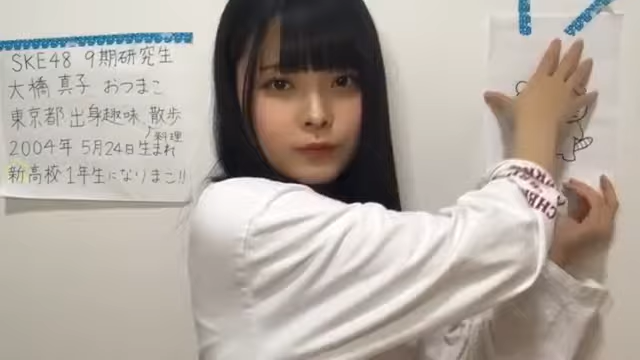 SKE48 9期研究生
大橋 真子 おつまこ
東京都出身趣味、散歩
料理
2004年 5月24日生まれ
新高校1年生になりまこ!!